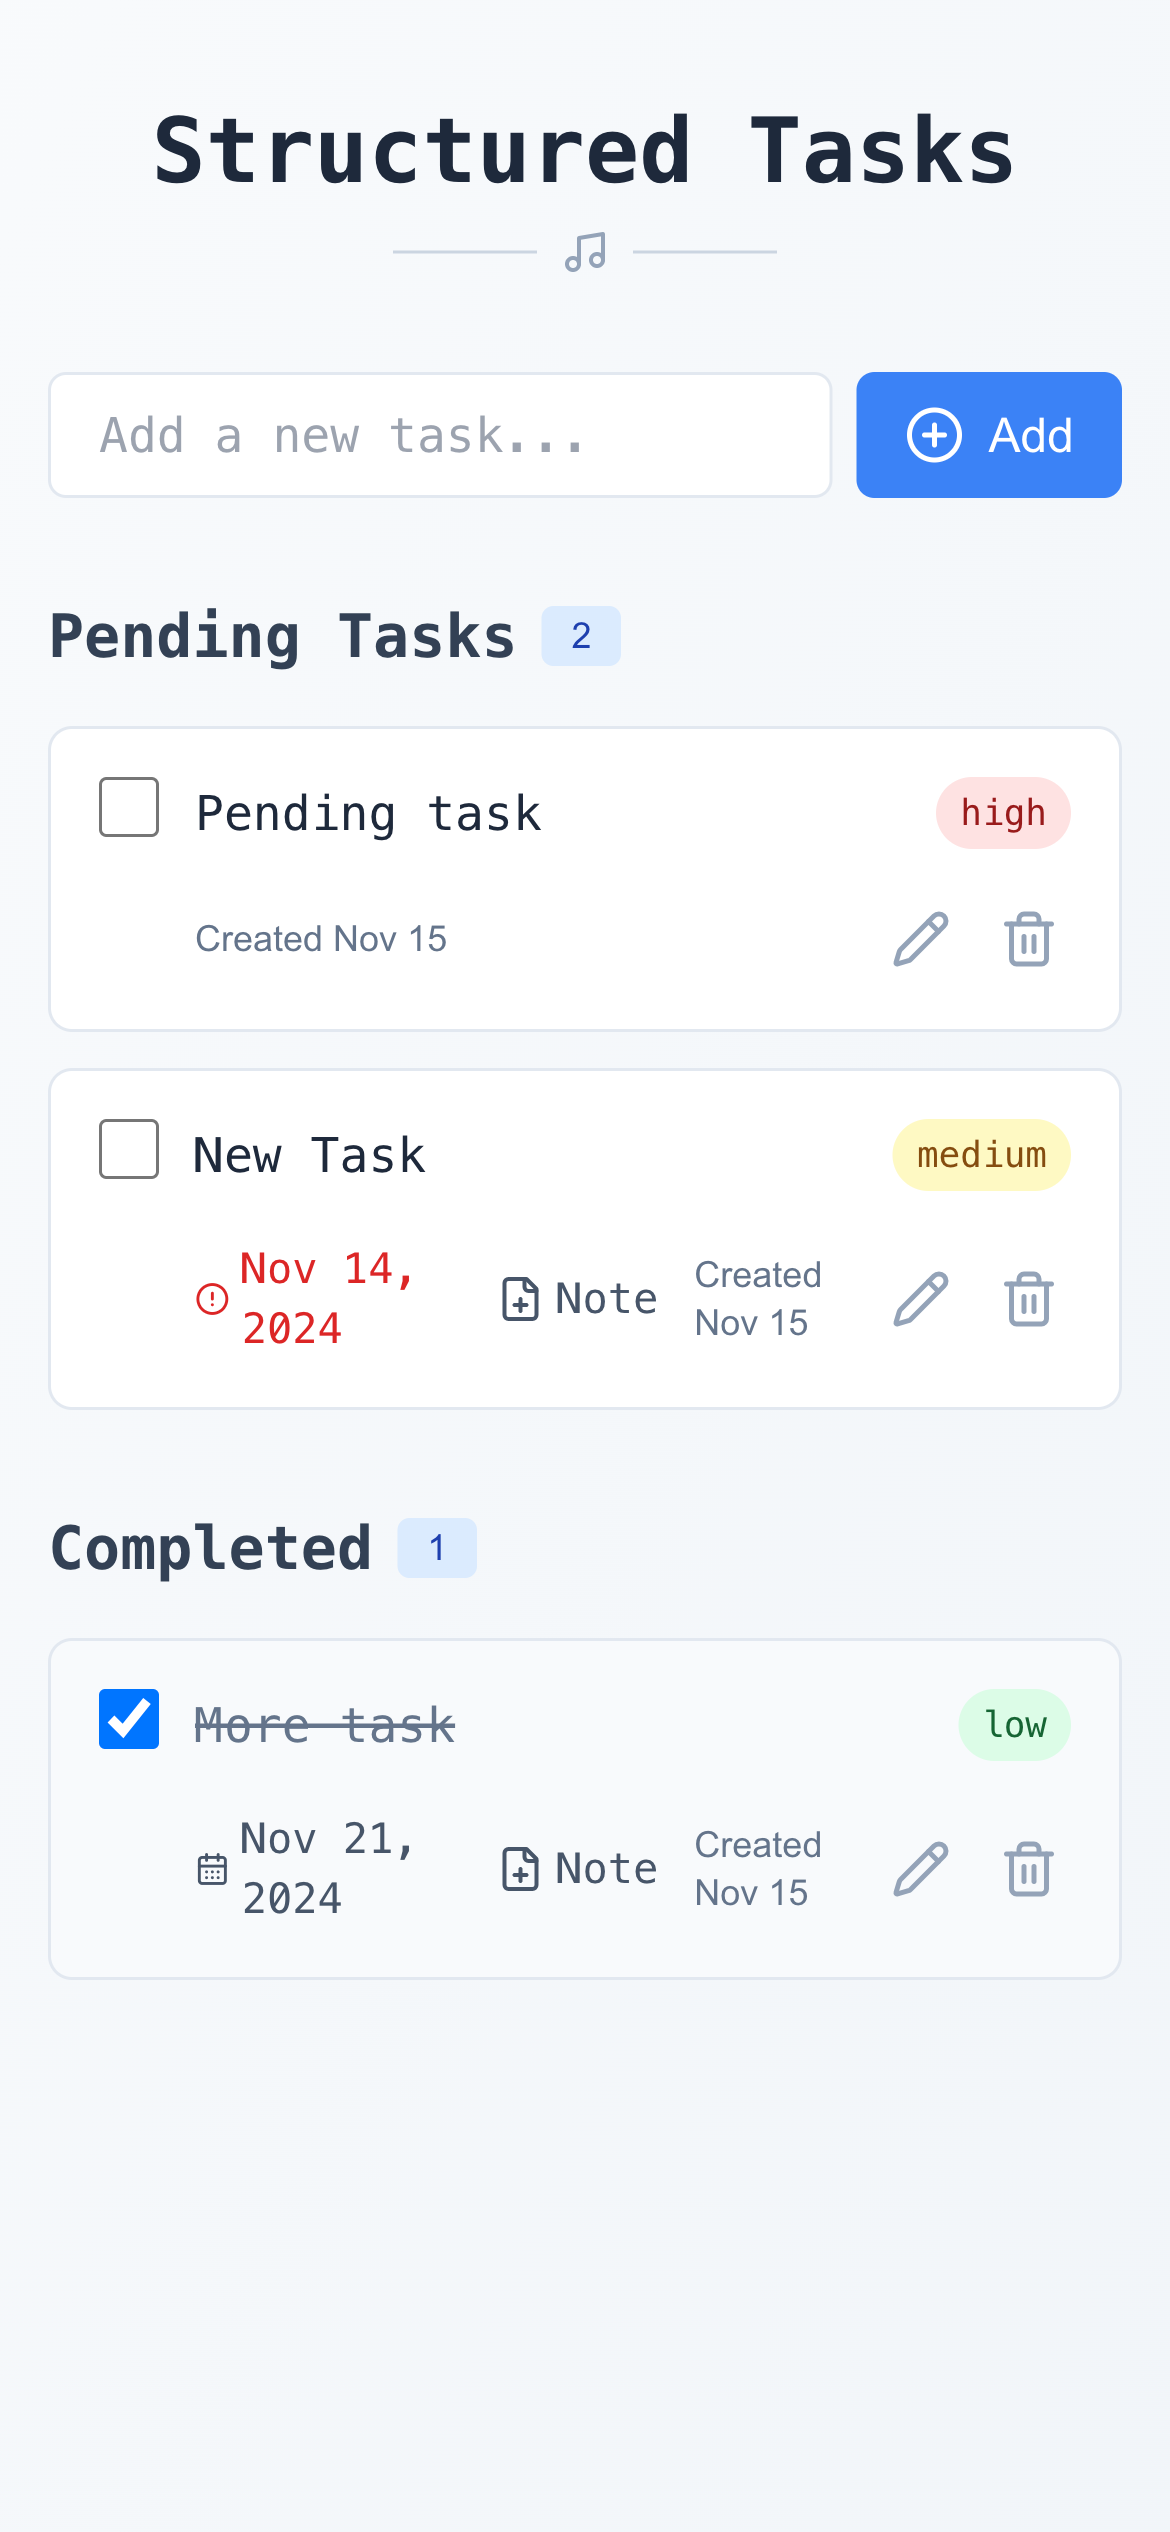 Structured Tasks
Add a new task...
Add
Pending Tasks 2
Pending task
high
Created Nov 15
New Task
medium
Nov 14,
2024
Note
Created
Nov 15
Completed 1
More task
low
Nov 21,
2024
Note
Created
Nov 15